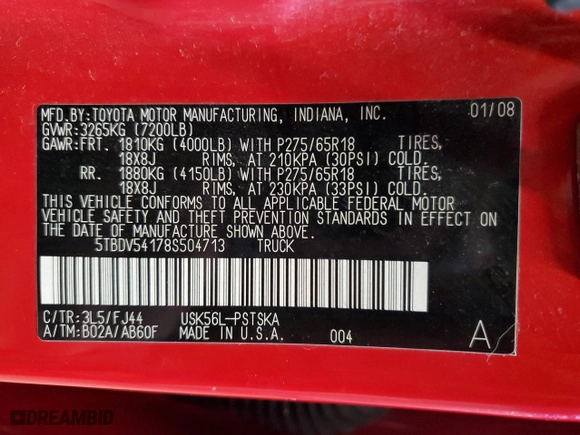 MFD.BY:TOYOTA MOTOR MANUFACTURING, INDIANA, INC. 01/08
GVWR:3265KG (7200LB)
GAWR:FRT. 1810KG (4000LB) WITH P275/65R18 TIRES,
18X8J RIMS, AT 210KPA (30PSI) COLD.
RR. 1880KG (4150LB) WITH P275/65R18 TIRES,
18X8J RIMS, AT 230KPA (33PSI) COLD.
THIS VEHICLE CONFORMS TO ALL APPLICABLE FEDERAL MOTOR
VEHICLE SAFETY AND THEFT PREVENTION STANDARDS IN EFFECT ON
THE DATE OF MANUFACTURE SHOWN ABOVE.
5TBDV54178S504713 TRUCK
C/TR:3L5/FJ44 USK56L-PSTSKA
A/TM:B02A/AB60F MADE IN U.S.A. 004 A
DREAMBID